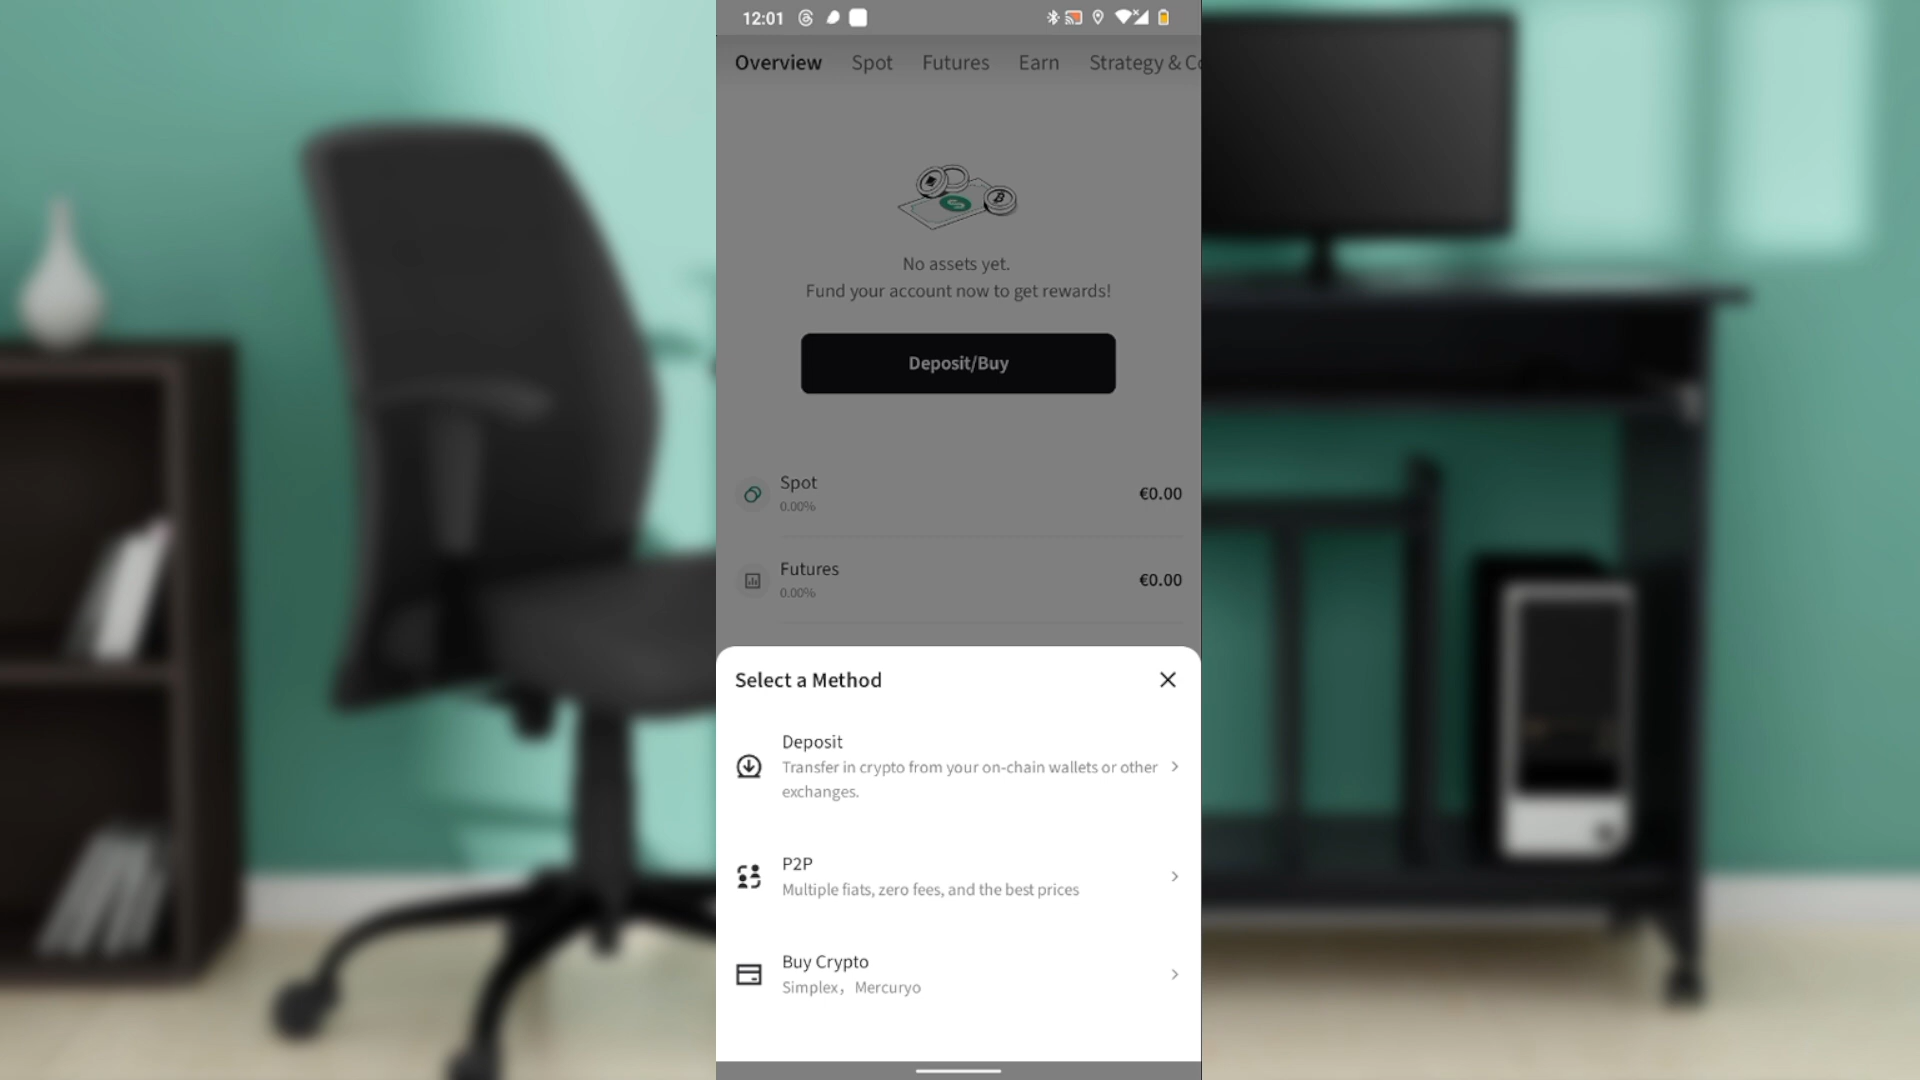 12:01
Overview Spot Futures Earn Strategy & Co
No assets yet.
Fund your account now to get rewards!
Deposit/Buy
Spot
0.00%
€0.00
Futures
0.00%
€0.00
Select a Method
Deposit
Transfer in crypto from your on-chain wallets or other
exchanges.
P2P
Multiple fiats, zero fees, and the best prices
Buy Crypto
Simplex，Mercuryo